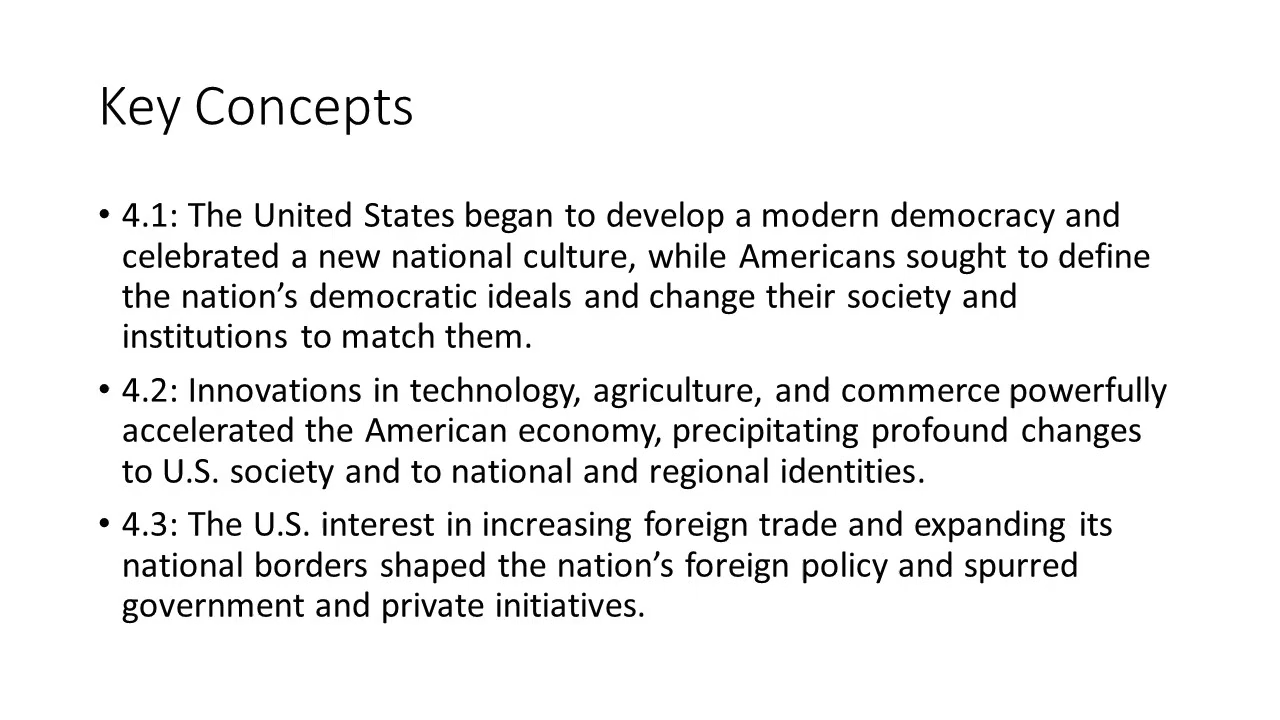 Key Concepts
• 4.1: The United States began to develop a modern democracy and
celebrated a new national culture, while Americans sought to define
the nation’s democratic ideals and change their society and
institutions to match them.
• 4.2: Innovations in technology, agriculture, and commerce powerfully
accelerated the American economy, precipitating profound changes
to U.S. society and to national and regional identities.
• 4.3: The U.S. interest in increasing foreign trade and expanding its
national borders shaped the nation’s foreign policy and spurred
government and private initiatives.